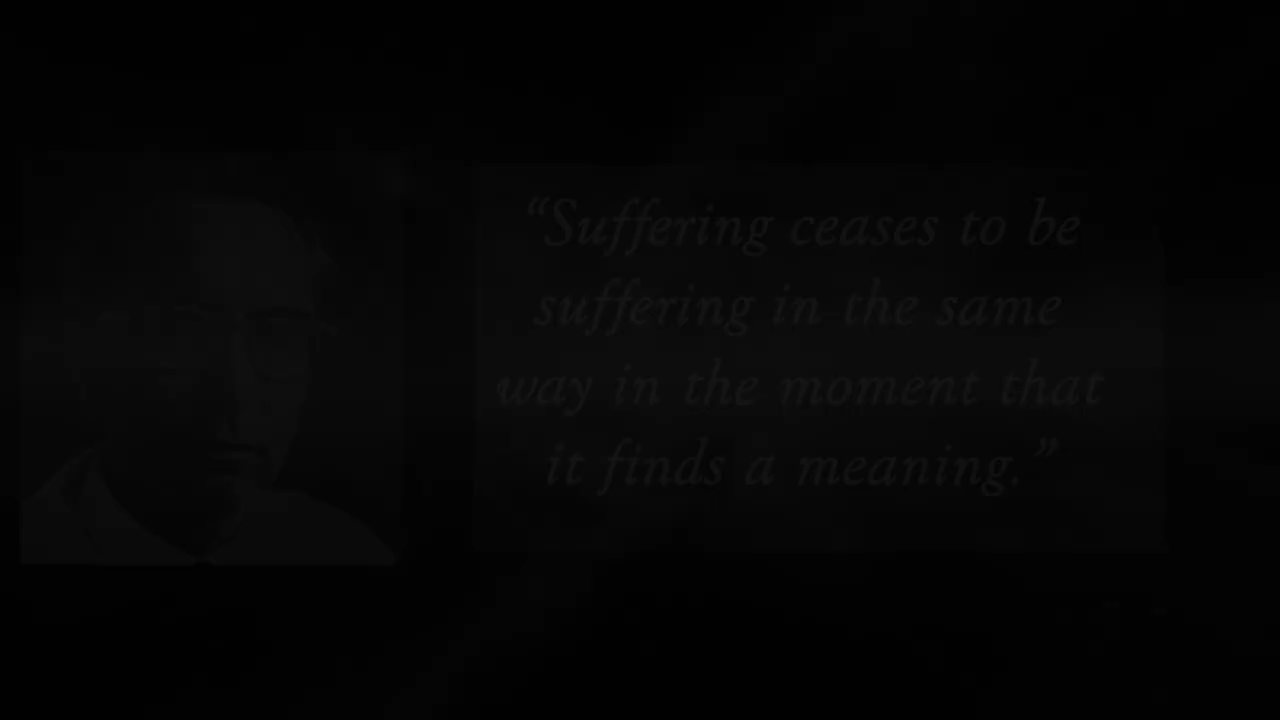 “Suffering ceases to be
suffering in the same
way in the moment that
it finds a meaning.”